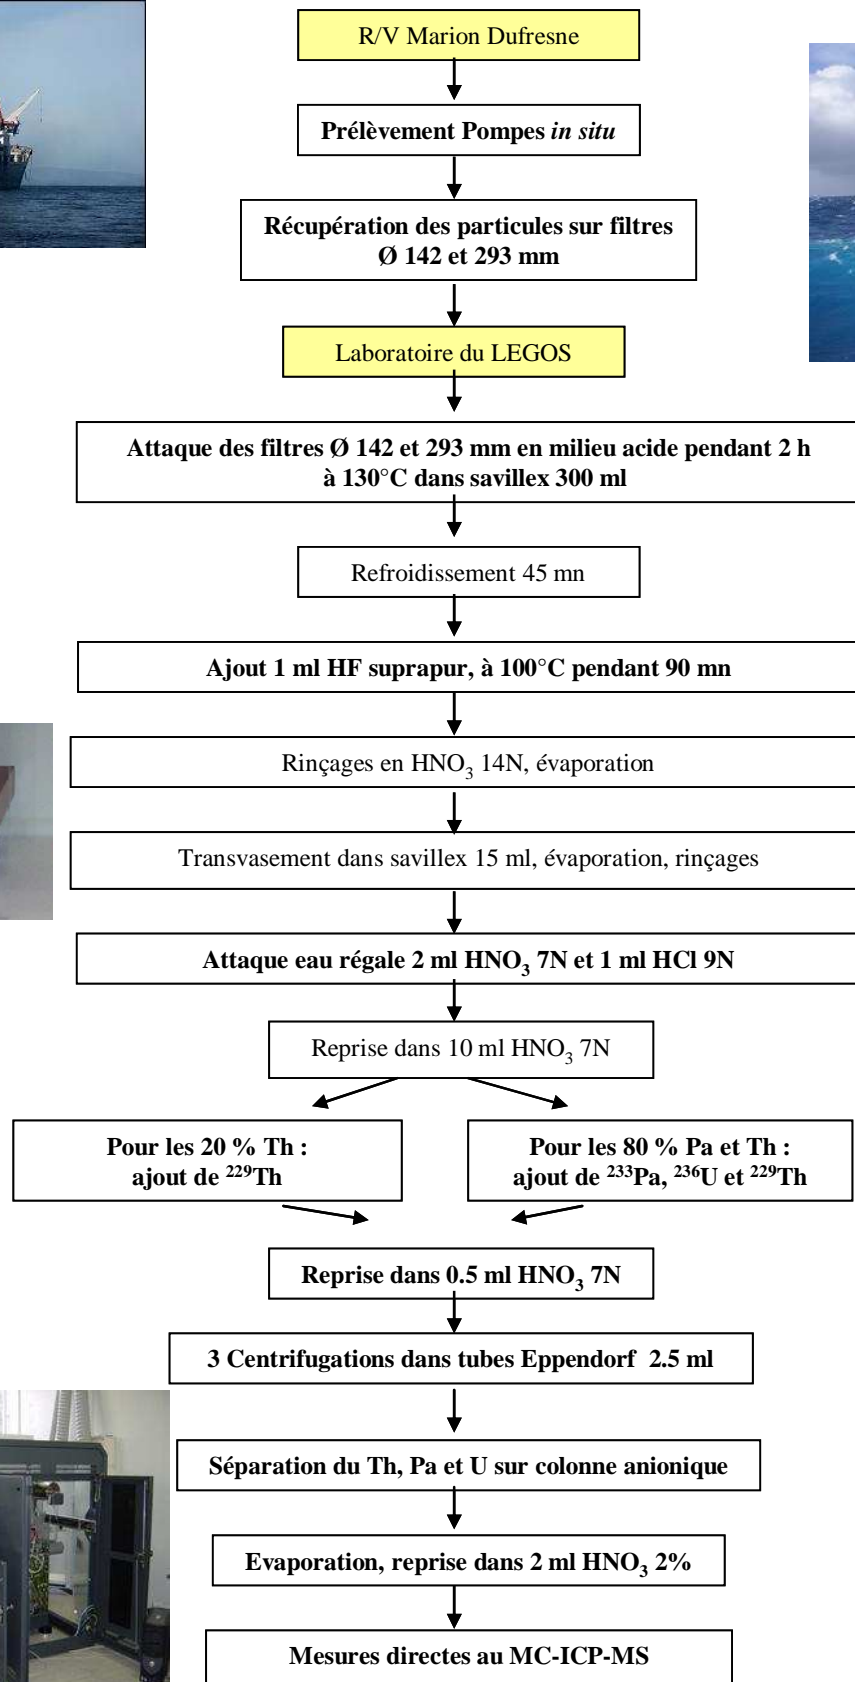 R/V Marion Dufresne
Prélèvement Pompes in situ
Récupération des particules sur filtres
Ø 142 et 293 mm
Laboratoire du LEGOS
Attaque des filtres Ø 142 et 293 mm en milieu acide pendant 2 h
à 130°C dans savillex 300 ml
Refroidissement 45 mn
Ajout 1 ml HF suprapur, à 100°C pendant 90 mn
Rinçages en HNO₃ 14N, évaporation
Transvasement dans savillex 15 ml, évaporation, rinçages
Attaque eau régale 2 ml HNO₃ 7N et 1 ml HCl 9N
Reprise dans 10 ml HNO₃ 7N
Pour les 20 % Th :
ajout de ²²⁹Th
Pour les 80 % Pa et Th :
ajout de ²³³Pa, ²³⁶U et ²²⁹Th
Reprise dans 0.5 ml HNO₃ 7N
3 Centrifugations dans tubes Eppendorf 2.5 ml
Séparation du Th, Pa et U sur colonne anionique
Evaporation, reprise dans 2 ml HNO₃ 2%
Mesures directes au MC-ICP-MS